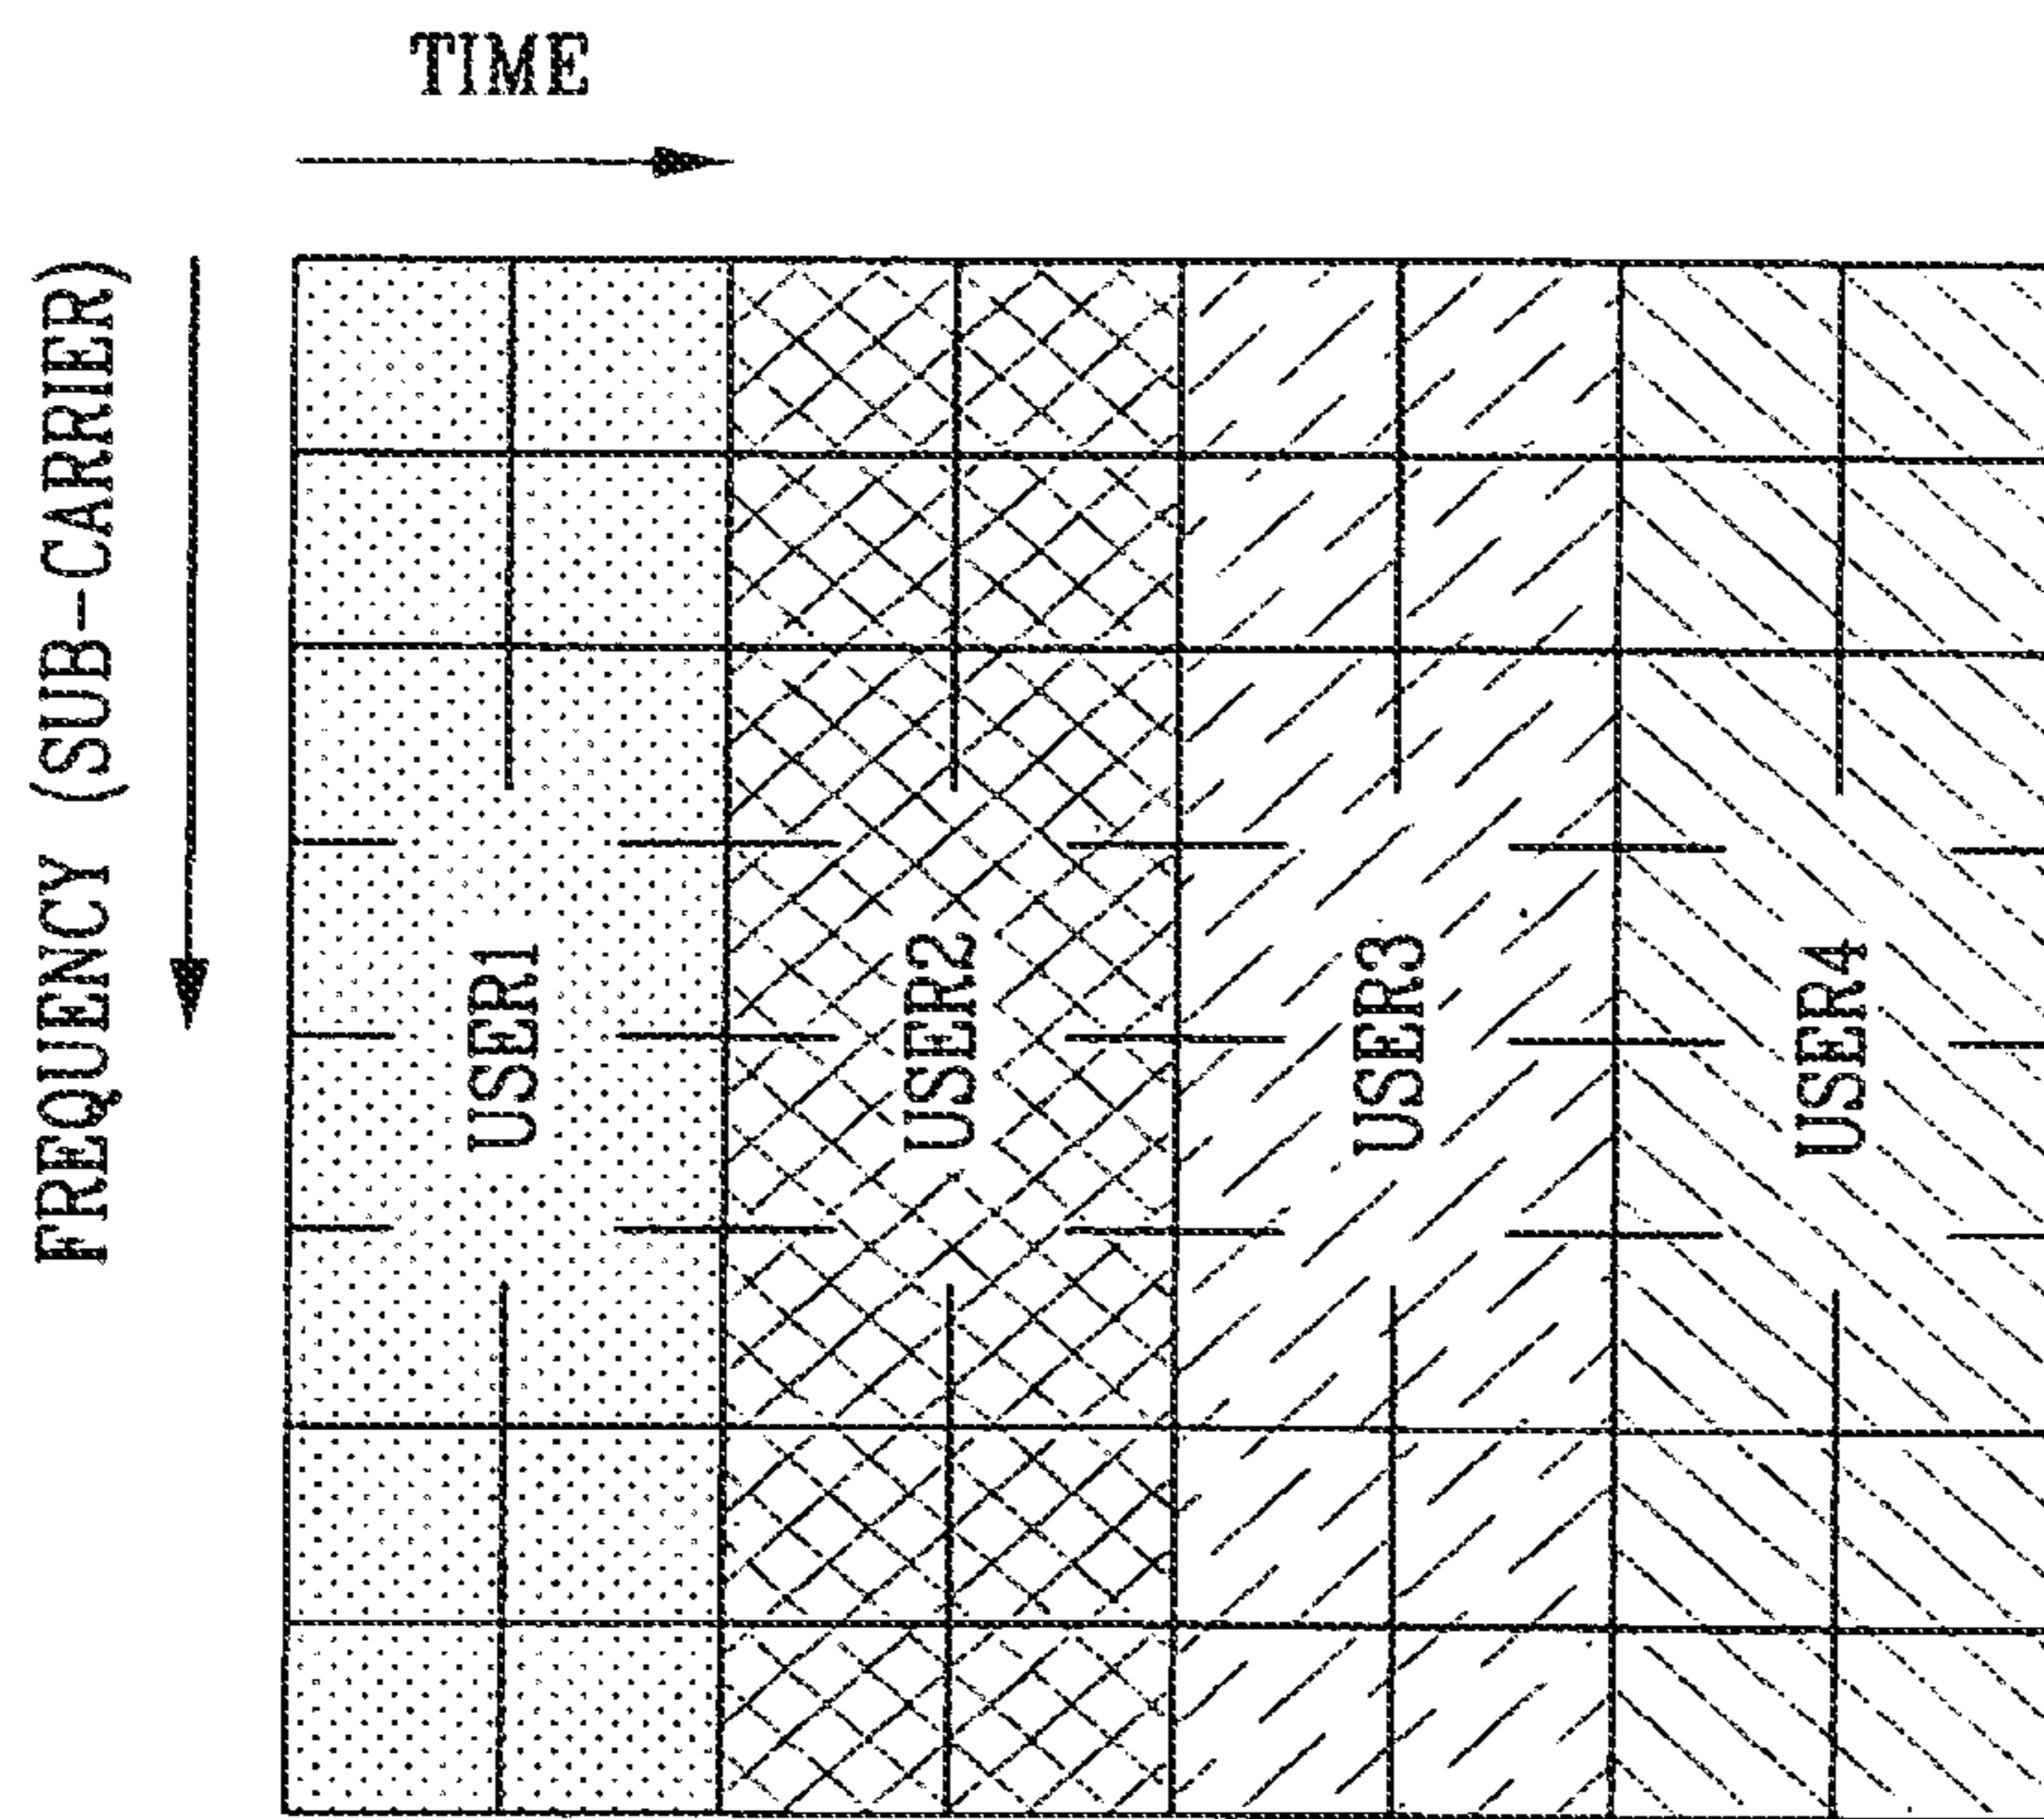 TIME
FREQUENCY (SUB-CARRIER)
USER1
USER2
USER3
USER4